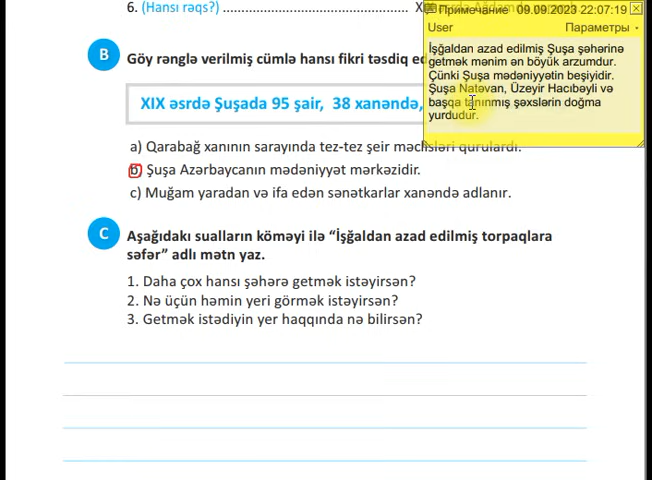 6. (Hansı rəqs?) ............................................ X
Примечание 09.09.2023 22:07:19
User Параметры
İşğaldan azad edilmiş Şuşa şəhərinə
getmək mənim ən böyük arzumdur.
Çünki Şuşa mədəniyyətin beşiyidir.
Şuşa Natəvan, Üzeyir Hacıbəyli və
başqa tanınmış şəxslərin doğma
yurdudur.
B Göy rənglə verilmiş cümlə hansı fikri təsdiq ed
XIX əsrdə Şuşada 95 şair, 38 xanəndə,
a) Qarabağ xanının sarayında tez-tez şeir məclisləri qurulardı.
b) Şuşa Azərbaycanın mədəniyyət mərkəzidir.
c) Muğam yaradan və ifa edən sənətkarlar xanəndə adlanır.
C Aşağıdakı sualların köməyi ilə “İşğaldan azad edilmiş torpaqlara
səfər” adlı mətn yaz.
1. Daha çox hansı şəhərə getmək istəyirsən?
2. Nə üçün həmin yeri görmək istəyirsən?
3. Getmək istədiyin yer haqqında nə bilirsən?